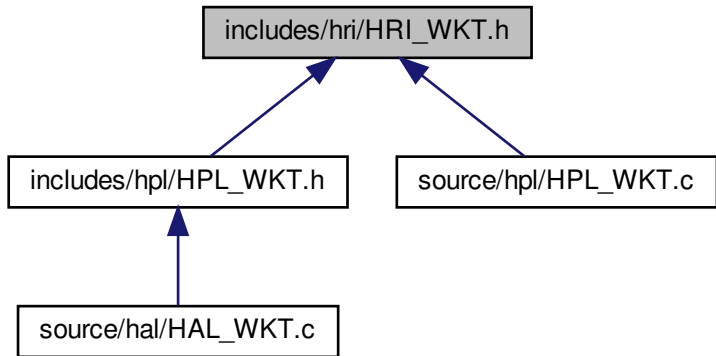 includes/hri/HRI_WKT.h
includes/hpl/HPL_WKT.h
source/hpl/HPL_WKT.c
source/hal/HAL_WKT.c